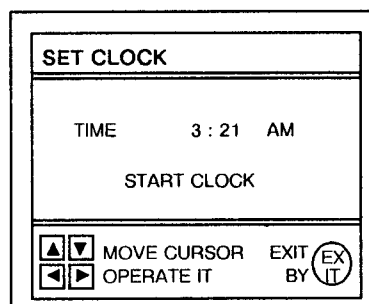 SET CLOCK
TIME 3 : 21 AM
START CLOCK
▲ ▼ MOVE CURSOR EXIT EX
◀ ▶ OPERATE IT BY IT